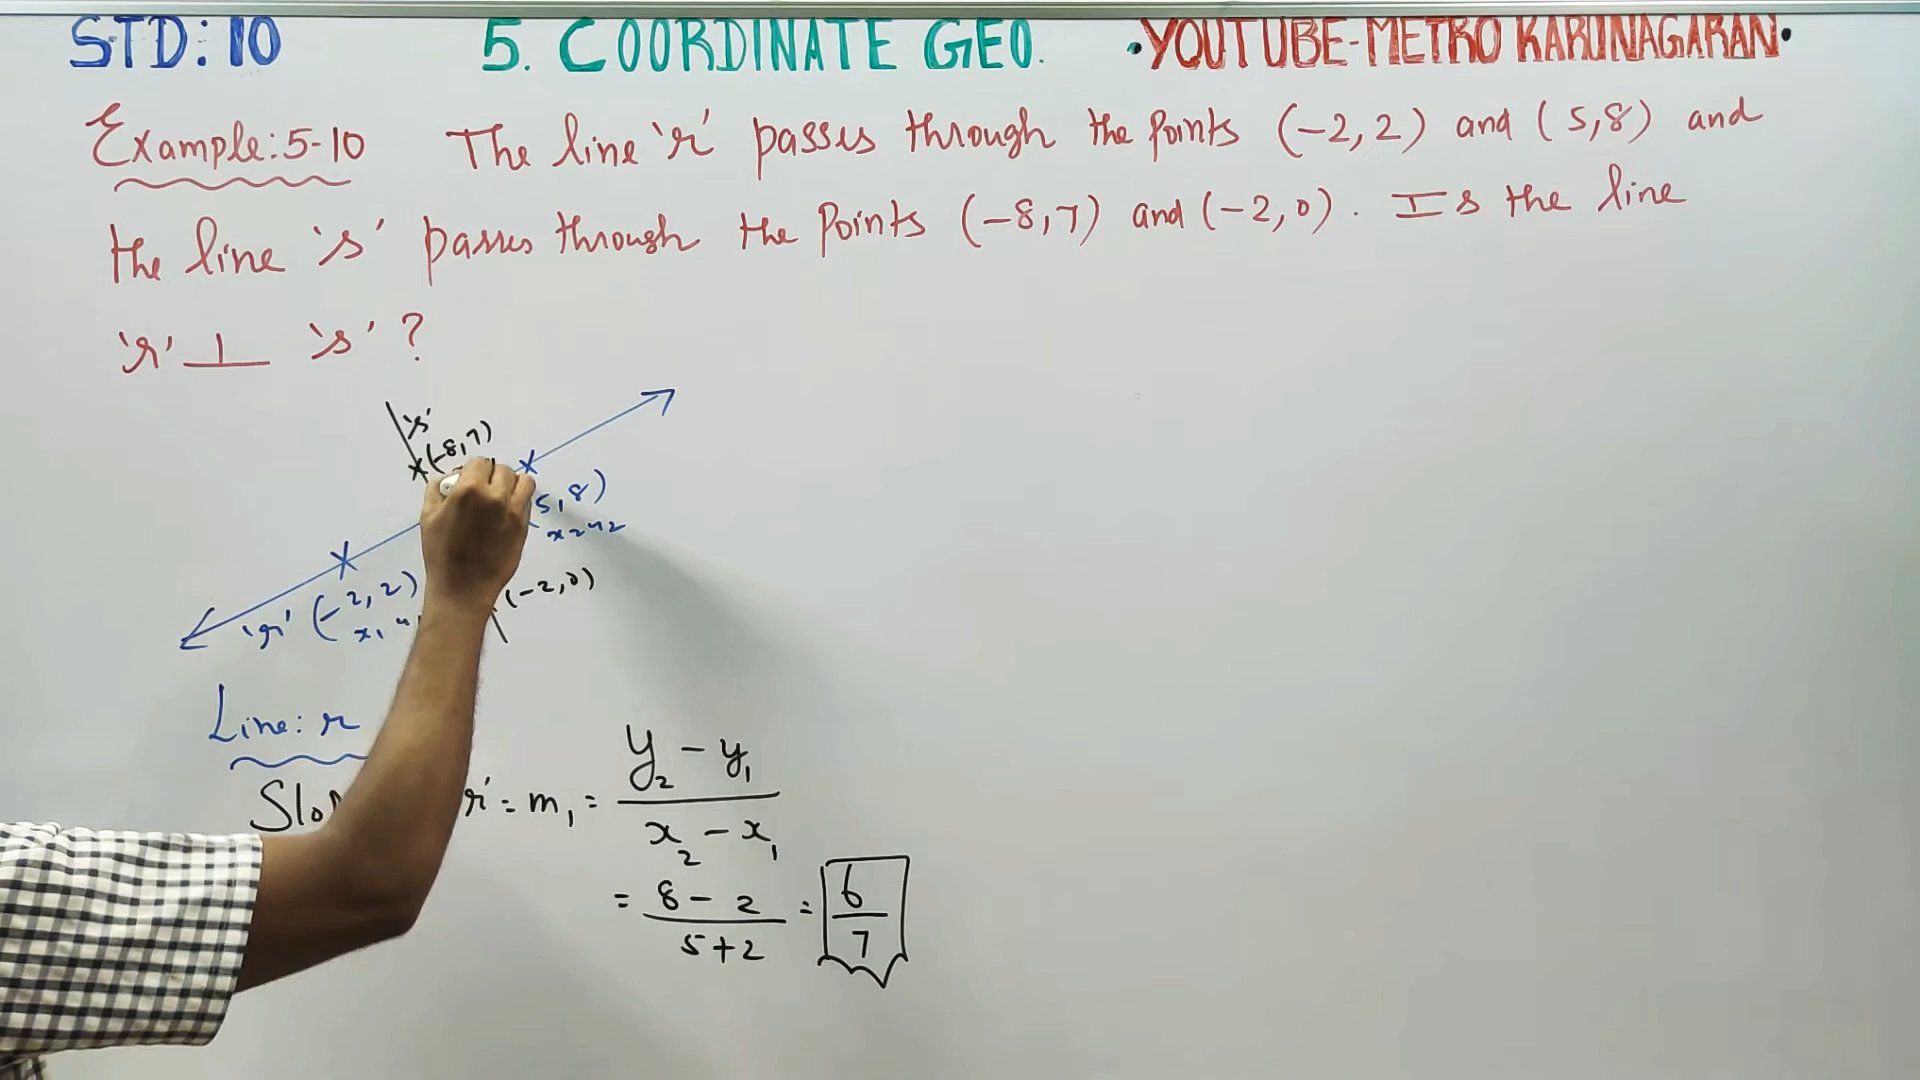 STD: 10 5. COORDINATE GEO. •YOUTUBE-METRO KARUNAGARAN•
Example: 5-10 The line 'r' passes through the points (-2, 2) and (5,8) and
the line 's' passes through the points (-8,7) and (-2,0). Is the line
'r' ⊥ 's' ?
's'
(-8,7)
5,8)
x2 y2
(-2,0)
'r' (-2,2)
x1
Line: r
r' = m1 = y2 - y1
x2 - x1
= 8 - 2 = 6
5+2 7